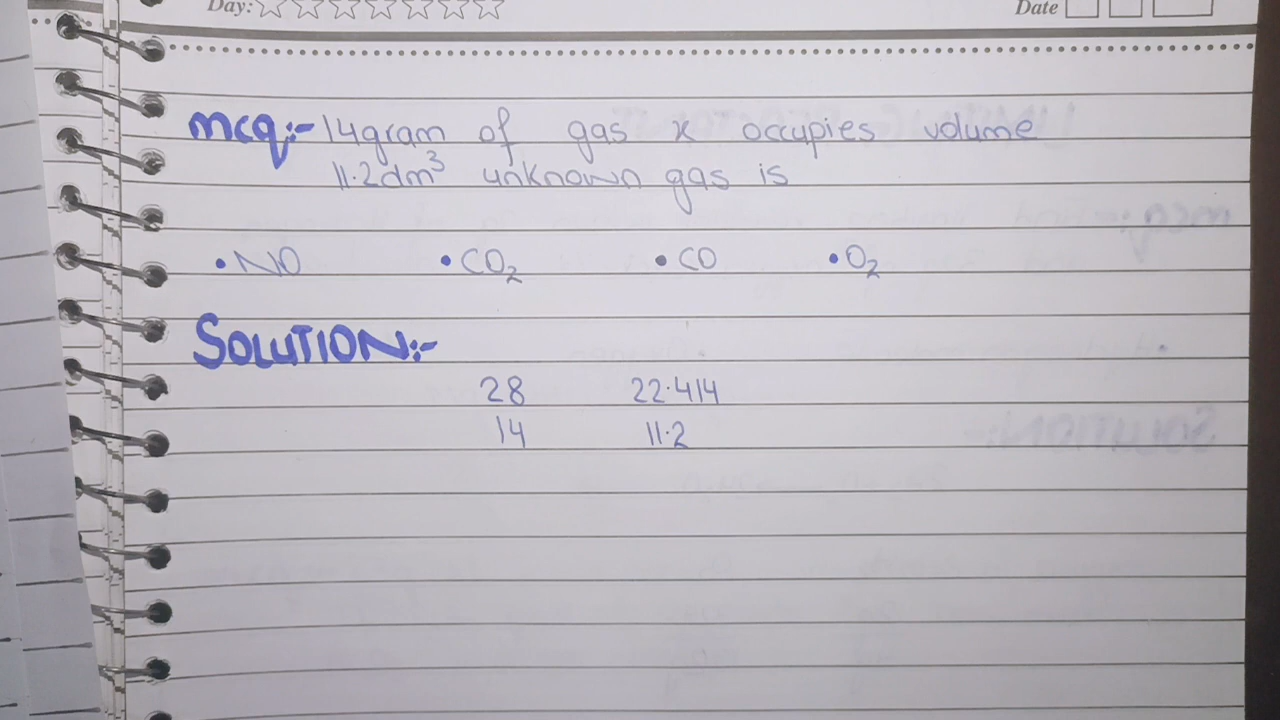 Day: Date
mcq:- 14gram of gas x occupies volume
11.2dm³ unknown gas is
• NO • CO₂ • CO • O₂
SOLUTION:-
28 22.414
14 11.2